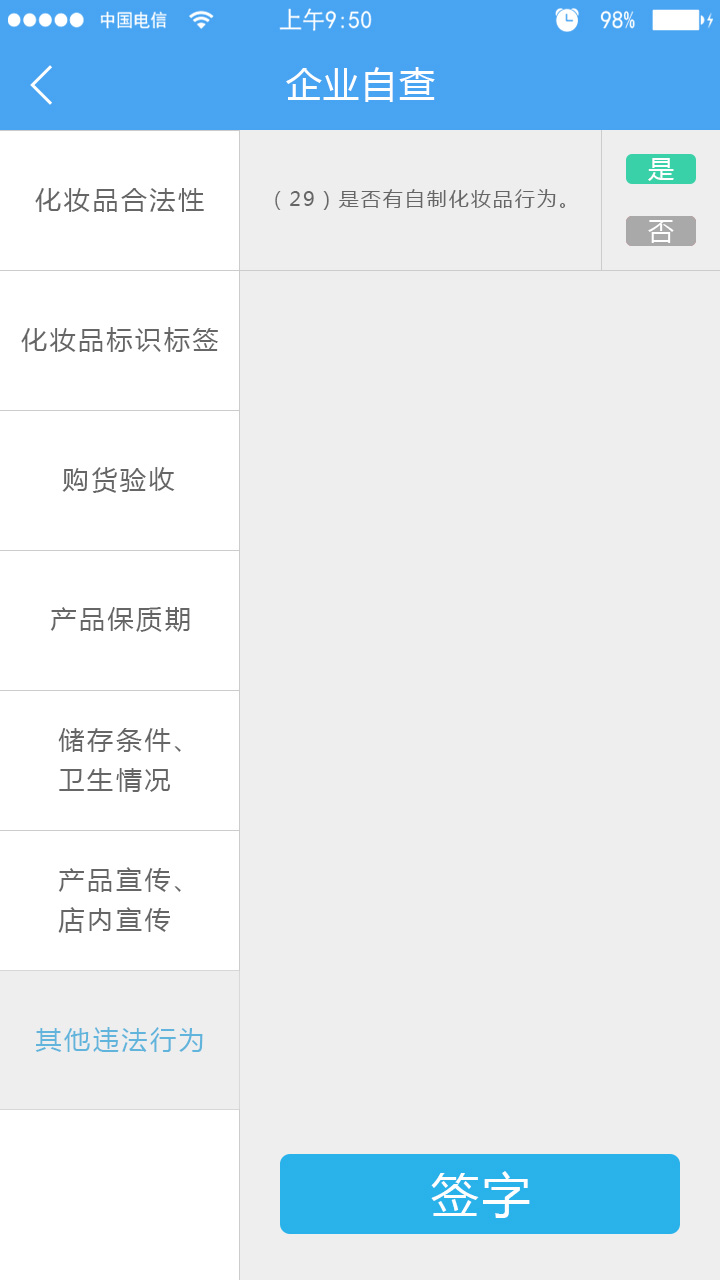 中国电信 上午9:50 98%
企业自查
化妆品合法性
(29)是否有自制化妆品行为。
是
否
化妆品标识标签
购货验收
产品保质期
储存条件、
卫生情况
产品宣传、
店内宣传
其他违法行为
签字